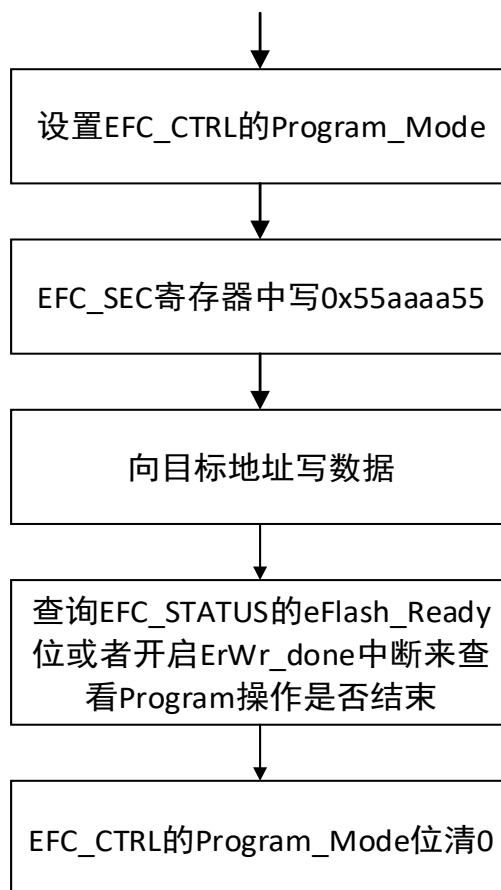 设置EFC_CTRL的Program_Mode
EFC_SEC寄存器中写0x55aaaa55
向目标地址写数据
查询EFC_STATUS的eFlash_Ready
位或者开启ErWr_done中断来查
看Program操作是否结束
EFC_CTRL的Program_Mode位清0